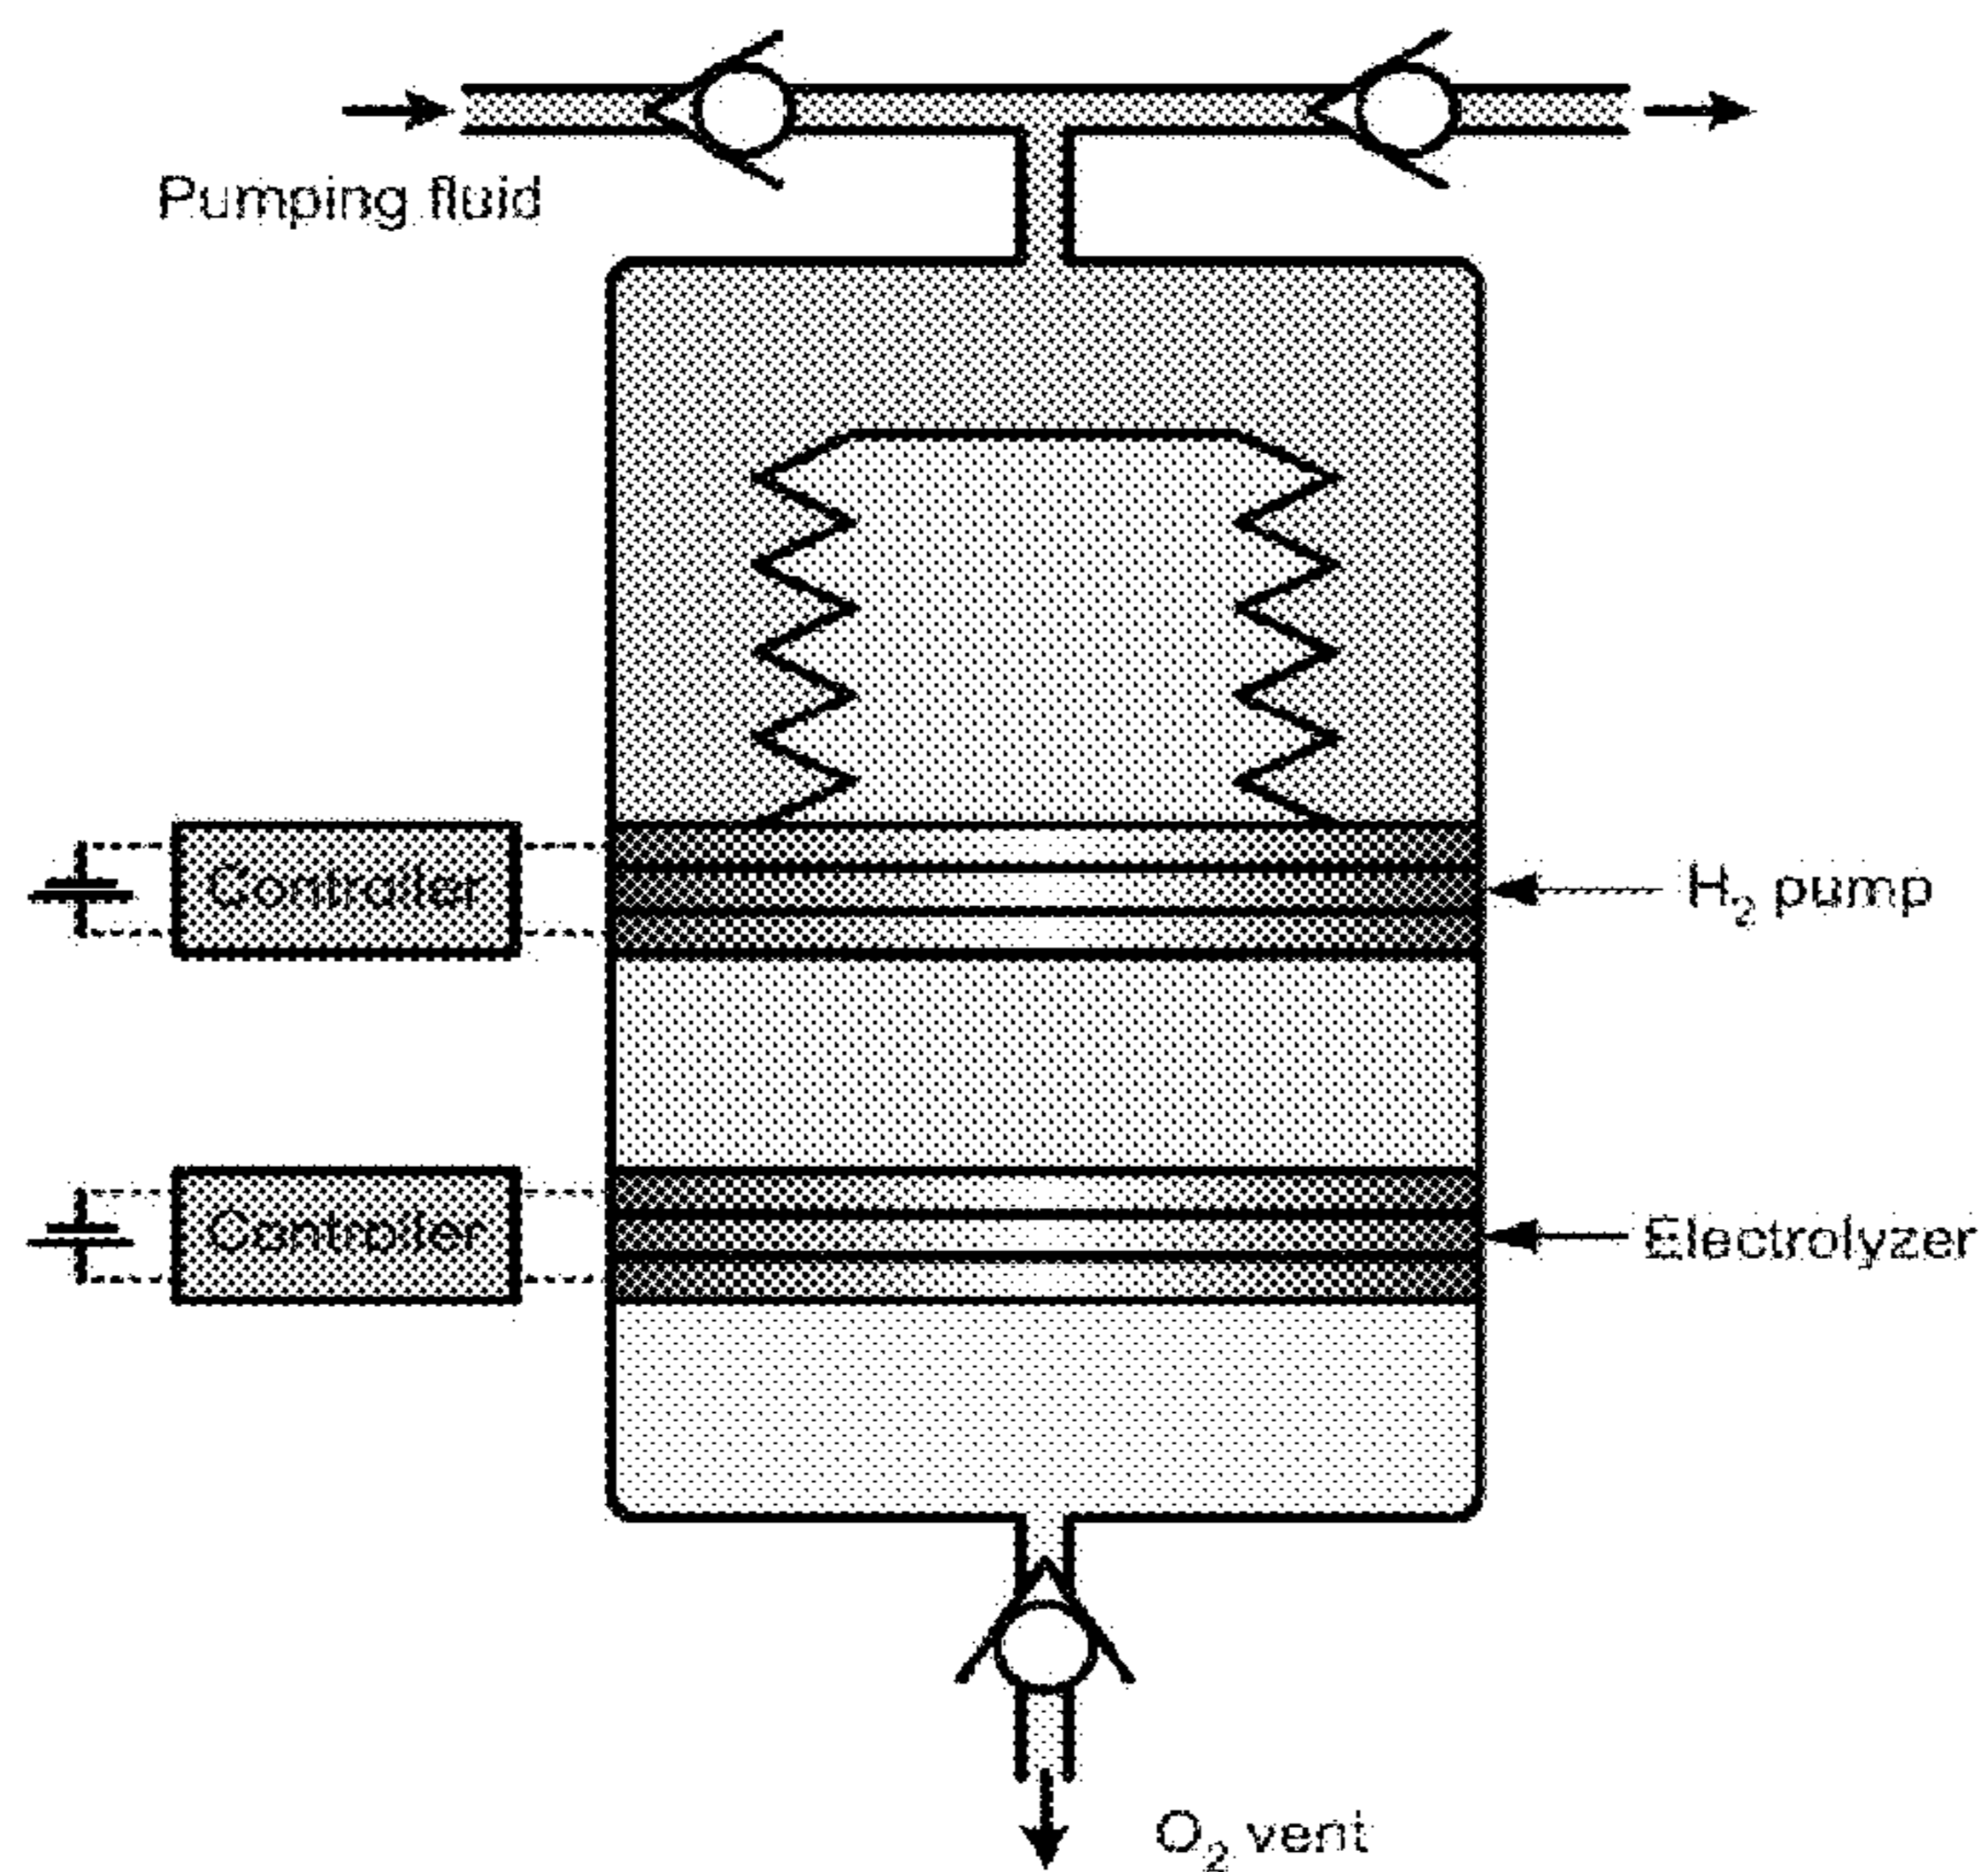 Pumping fluid
Controller
H₂ pump
Controller
Electrolyzer
O₂ vent